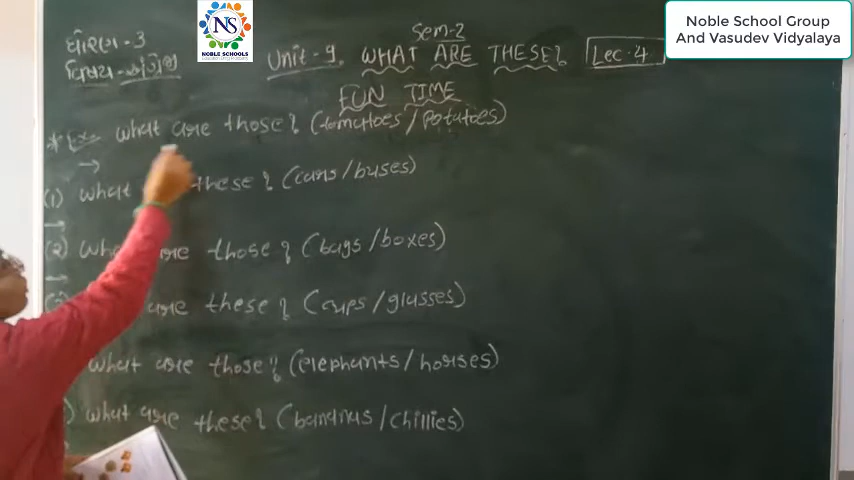 ધોરણ - 3
વિષય - અંગ્રેજી
NS
NOBLE SCHOOLS
Noble School Group
And Vasudev Vidyalaya
Sem-2
Unit-9. WHAT ARE THESE? Lec-4
FUN TIME
* Ex:- what are those? (tomatoes/potatoes)
→
(1) what these? (cars/buses)
→
(2) are those? (bags/boxes)
→
are these? (cups/glasses)
what are those? (elephants/horses)
) what are these? (bananas/chillies)